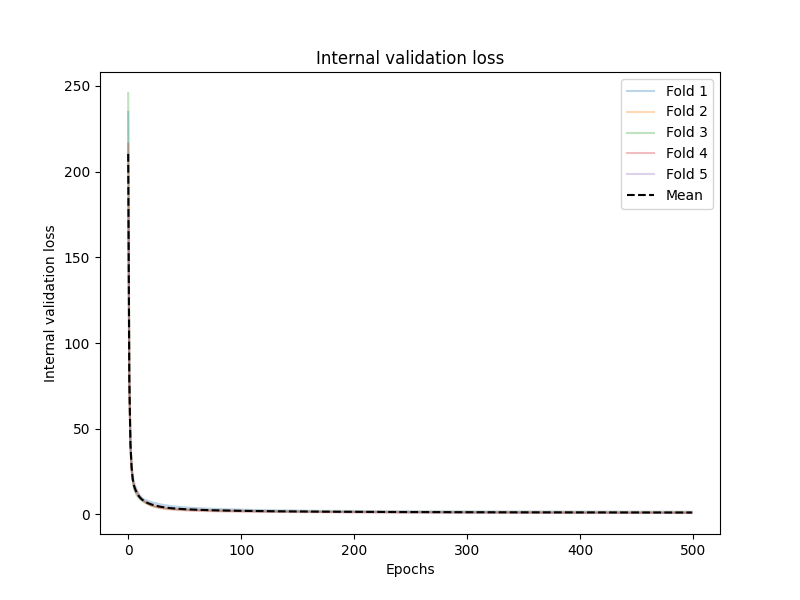 Internal validation loss
Fold 1
Fold 2
Fold 3
Fold 4
Fold 5
Mean
Internal validation loss
250
200
150
100
50
0
0 100 200 300 400 500
Epochs